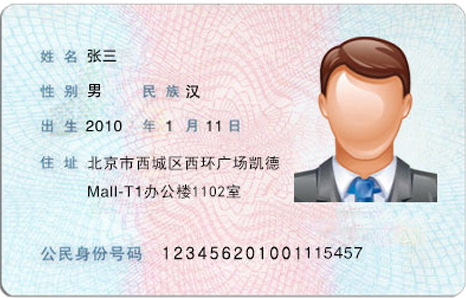 姓 名 张三
性 别 男 民 族 汉
出 生 2010 年 1 月 11 日
住 址 北京市西城区西环广场凯德
Mall-T1办公楼1102室
公民身份号码 123456201001115457